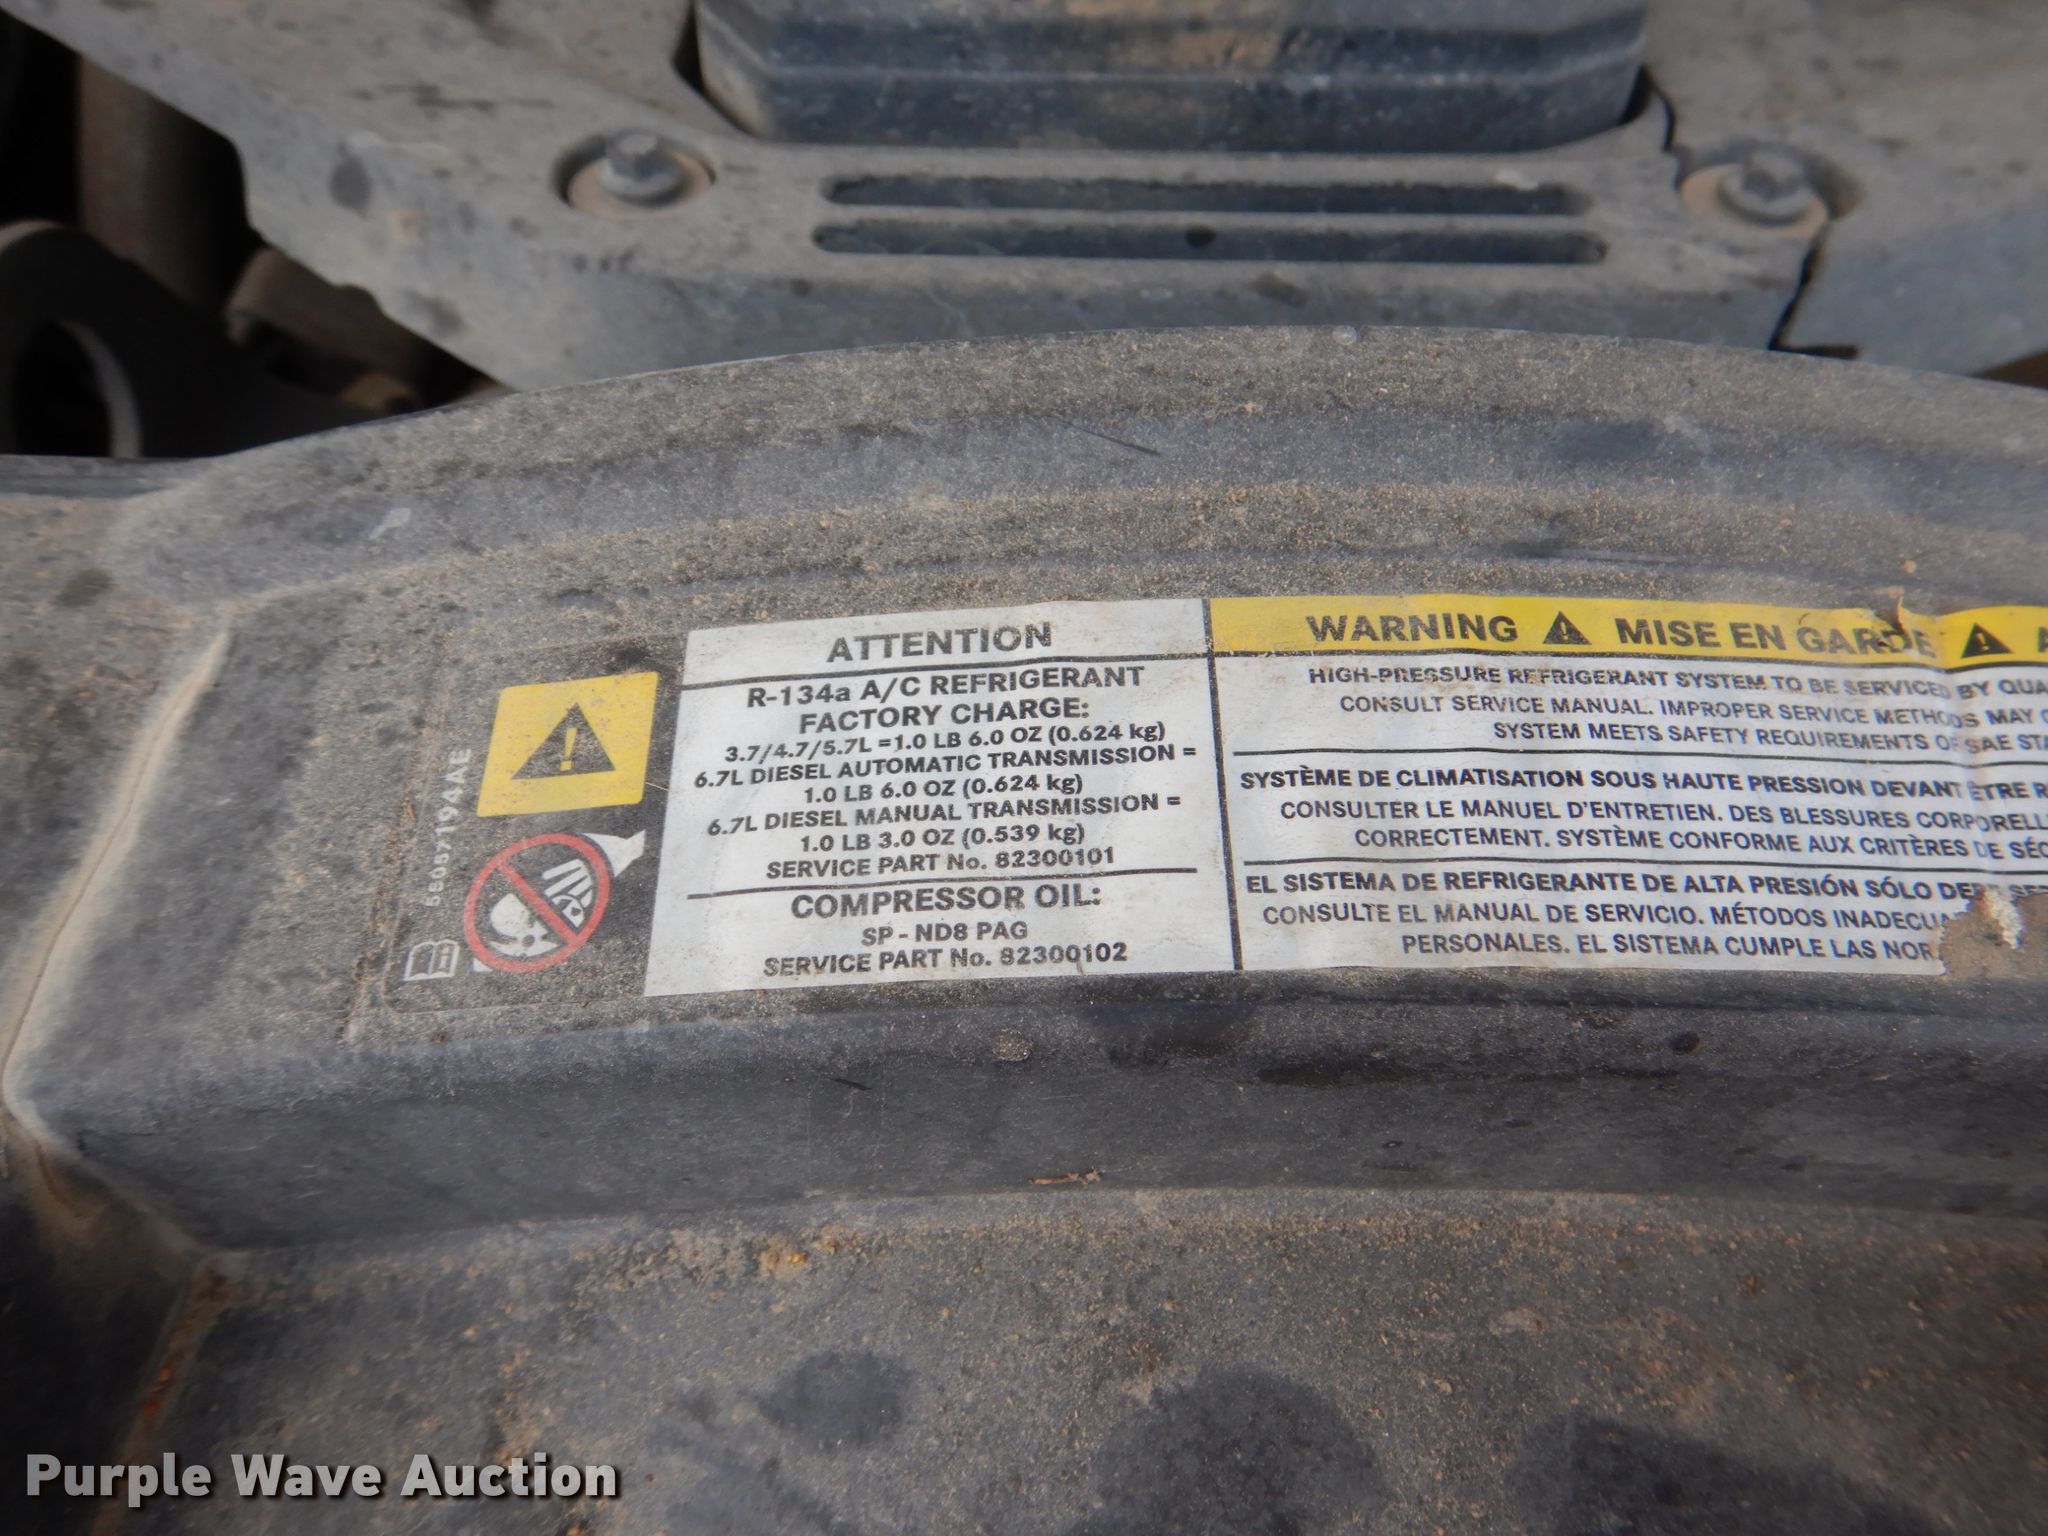 ATTENTION
R-134a A/C REFRIGERANT
FACTORY CHARGE:
3.7/4.7/5.7L =1.0 LB 6.0 OZ (0.624 kg)
6.7L DIESEL AUTOMATIC TRANSMISSION =
1.0 LB 6.0 OZ (0.624 kg)
6.7L DIESEL MANUAL TRANSMISSION =
1.0 LB 3.0 OZ (0.539 kg)
SERVICE PART No. 82300101
COMPRESSOR OIL:
SP - ND8 PAG
SERVICE PART No. 82300102
WARNING MISE EN GARDE
HIGH-PRESSURE REFRIGERANT SYSTEM TO BE SERVICED BY
CONSULT SERVICE MANUAL. IMPROPER SERVICE METHODS MAY
SYSTEM MEETS SAFETY REQUIREMENTS OF SAE
SYSTÈME DE CLIMATISATION SOUS HAUTE PRESSION DEVANT ÊTRE
CONSULTER LE MANUEL D'ENTRETIEN. DES BLESSURES
CORRECTEMENT. SYSTÈME CONFORME AUX CRITÈRES DE
EL SISTEMA DE REFRIGERANTE DE ALTA PRESIÓN SÓLO
CONSULTE EL MANUAL DE SERVICIO. MÉTODOS
PERSONALES. EL SISTEMA CUMPLE LAS
55057194AE
Purple Wave Auction